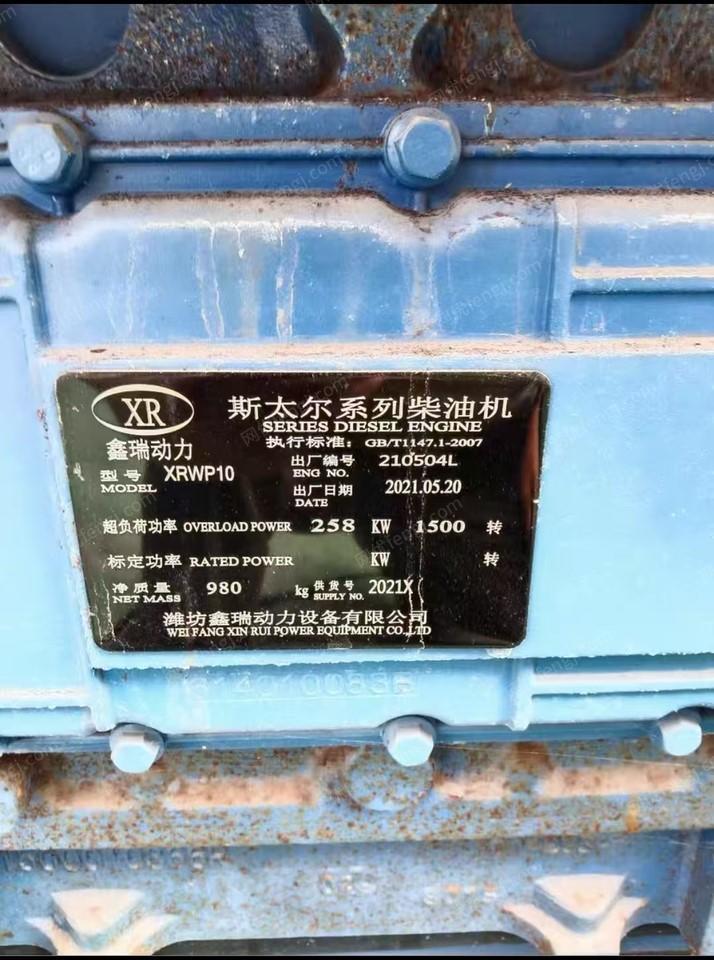 XR
鑫瑞动力
斯太尔系列柴油机
SERIES DIESEL ENGINE
执行标准: GB/T1147.1-2007
型号 XRWP10
MODEL
出厂编号 210504L
ENG NO.
出厂日期 2021.05.20
DATE
超负荷功率 OVERLOAD POWER 258 KW 1500 转
标定功率 RATED POWER KW 转
净质量 980 kg 供货号 2021X
NET MASS SUPPLY NO.
潍坊鑫瑞动力设备有限公司
WEI FANG XIN RUI POWER EQUIPMENT CO.,LTD